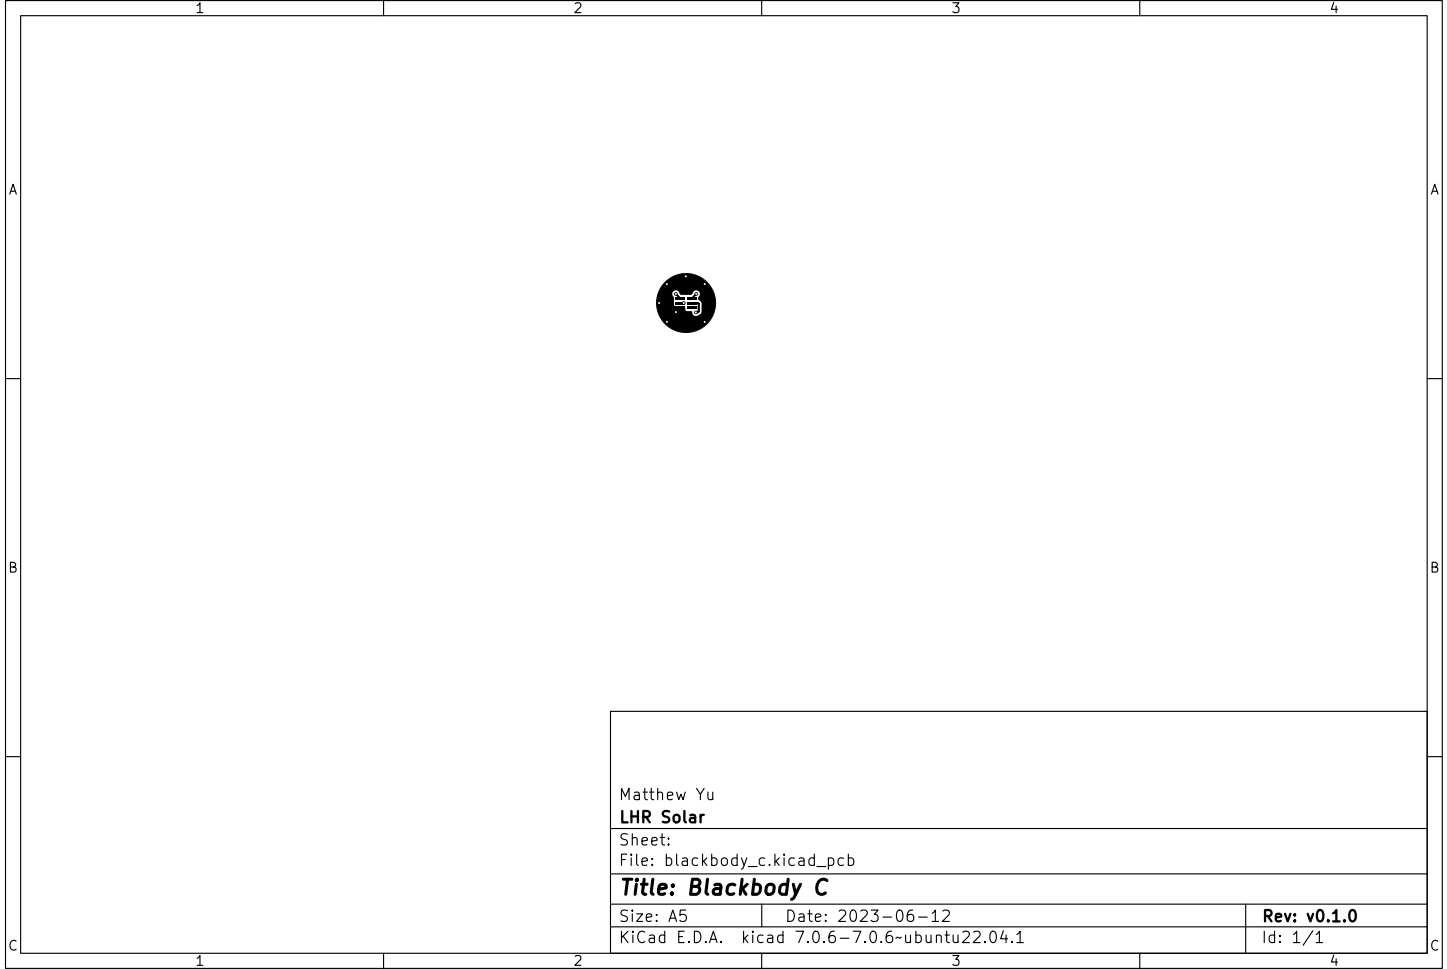 1 2 3 4
A A
B B
Matthew Yu
LHR Solar
Sheet:
File: blackbody_c.kicad_pcb
Title: Blackbody C
Size: A5 Date: 2023-06-12 Rev: v0.1.0
KiCad E.D.A. kicad 7.0.6-7.0.6~ubuntu22.04.1 Id: 1/1
C C
1 2 3 4